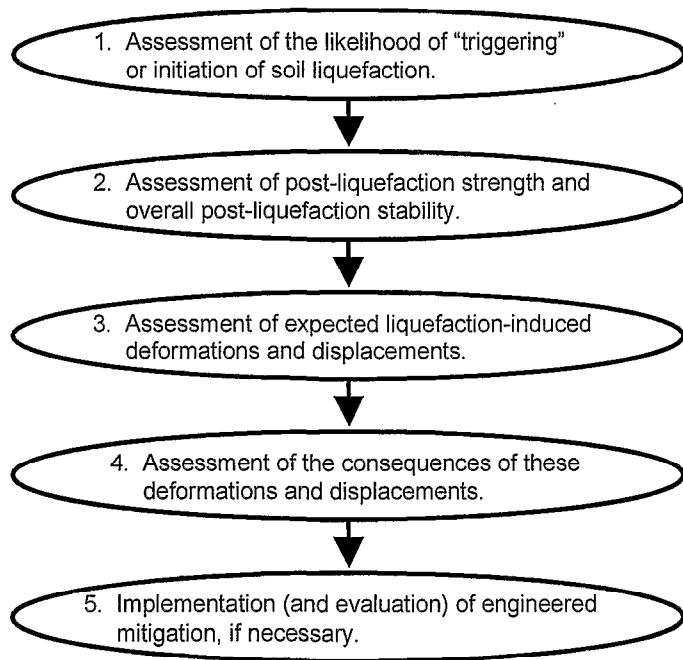 1. Assessment of the likelihood of “triggering”
or initiation of soil liquefaction.
2. Assessment of post-liquefaction strength and
overall post-liquefaction stability.
3. Assessment of expected liquefaction-induced
deformations and displacements.
4. Assessment of the consequences of these
deformations and displacements.
5. Implementation (and evaluation) of engineered
mitigation, if necessary.